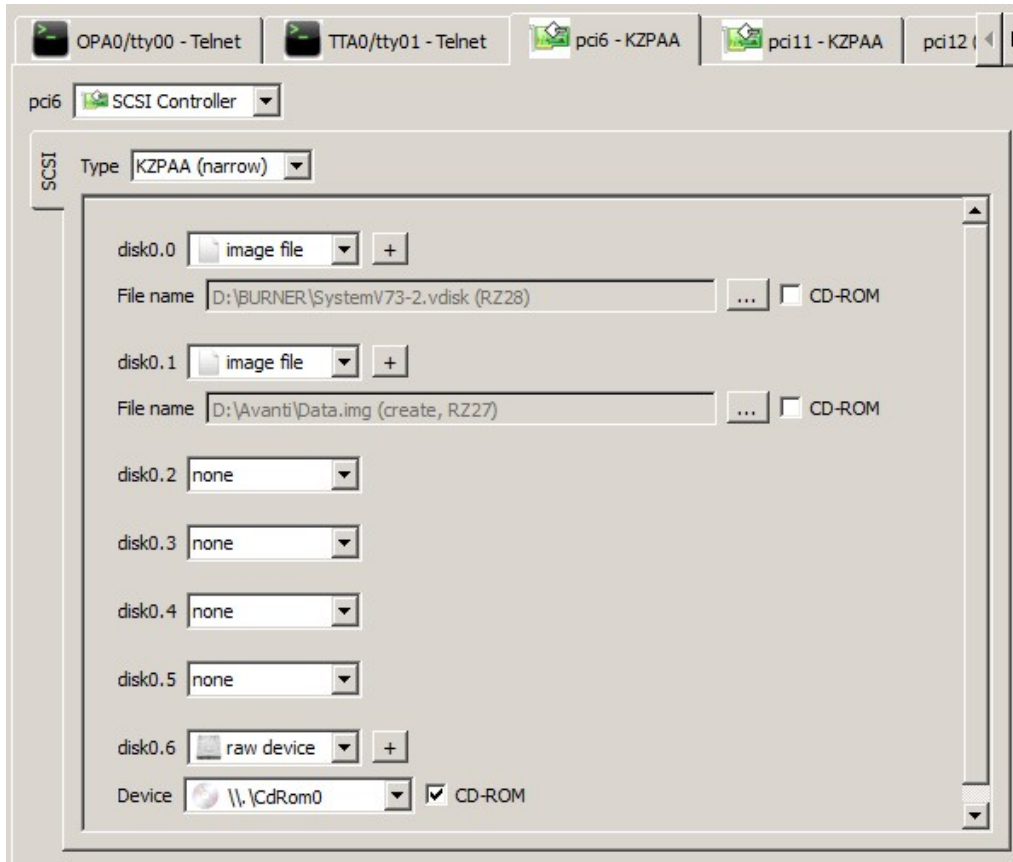 OPA0/tty00 - Telnet TTA0/tty01 - Telnet pci6 - KZPAA pci11 - KZPAA pci12 (
pci6 SCSI Controller
SCSI
Type KZPAA (narrow)
disk0.0 image file +
File name D:\BURNER\SystemV73-2.vdisk (RZ28) ... CD-ROM
disk0.1 image file +
File name D:\Avanti\Data.img (create, RZ27) ... CD-ROM
disk0.2 none
disk0.3 none
disk0.4 none
disk0.5 none
disk0.6 raw device +
Device \\.\CdRom0 CD-ROM